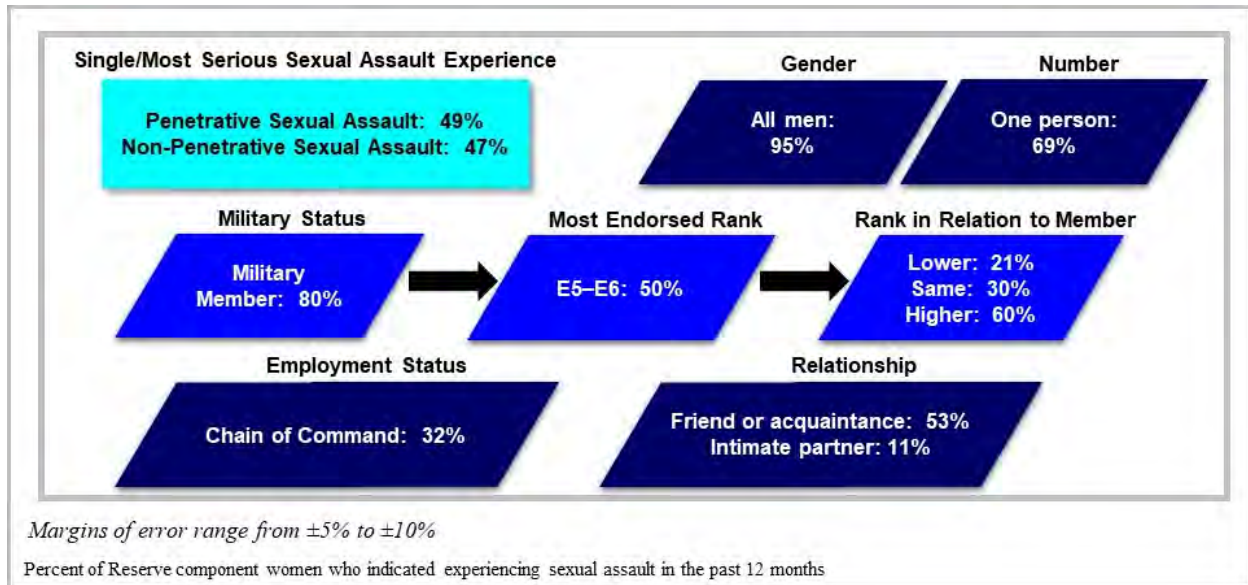 Single/Most Serious Sexual Assault Experience
Penetrative Sexual Assault: 49%
Non-Penetrative Sexual Assault: 47%
Gender
All men:
95%
Number
One person:
69%
Military Status
Military
Member: 80%
Most Endorsed Rank
E5–E6: 50%
Rank in Relation to Member
Lower: 21%
Same: 30%
Higher: 60%
Employment Status
Chain of Command: 32%
Relationship
Friend or acquaintance: 53%
Intimate partner: 11%
Margins of error range from ±5% to ±10%
Percent of Reserve component women who indicated experiencing sexual assault in the past 12 months